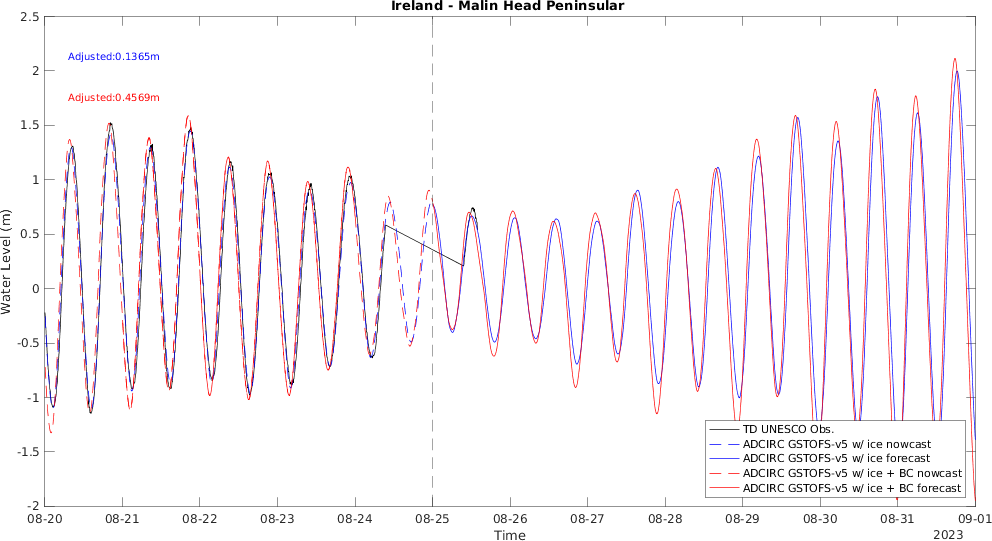 Ireland - Malin Head Peninsular
2.5
2
1.5
1
0.5
0
-0.5
-1
-1.5
-2
Water Level (m)
Adjusted:0.1365m
Adjusted:0.4569m
TD UNESCO Obs.
ADCIRC GSTOFS-v5 w/ ice nowcast
ADCIRC GSTOFS-v5 w/ ice forecast
ADCIRC GSTOFS-v5 w/ ice + BC nowcast
ADCIRC GSTOFS-v5 w/ ice + BC forecast
08-20 08-21 08-22 08-23 08-24 08-25 08-26 08-27 08-28 08-29 08-30 08-31 09-01
Time
2023